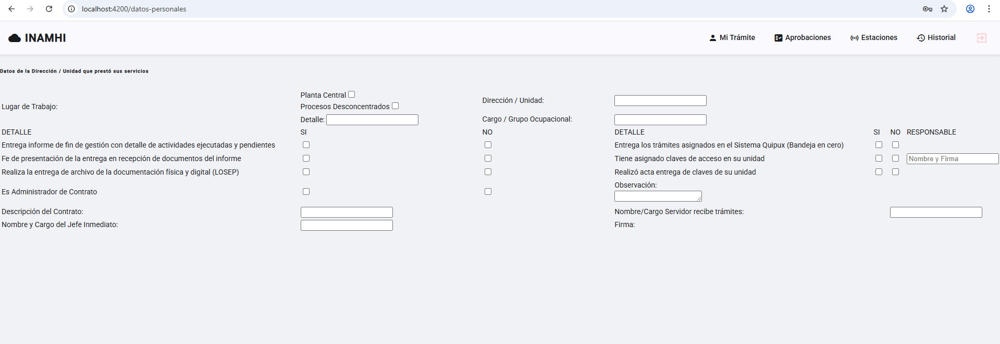 localhost:4200/datos-personales
INAMHI
Mi Trámite
Aprobaciones
Estaciones
Historial
Datos de la Dirección / Unidad que prestó sus servicios
Lugar de Trabajo:
Planta Central
Procesos Desconcentrados
Detalle:
Dirección / Unidad:
Cargo / Grupo Ocupacional:
DETALLE SI NO DETALLE SI NO RESPONSABLE
Entrega informe de fin de gestión con detalle de actividades ejecutadas y pendientes Entrega los trámites asignados en el Sistema Quipux (Bandeja en cero)
Fe de presentación de la entrega en recepción de documentos del informe Tiene asignado claves de acceso en su unidad Nombre y Firma
Realiza la entrega de archivo de la documentación física y digital (LOSEP) Realizó acta entrega de claves de su unidad
Es Administrador de Contrato Observación:
Descripción del Contrato: Nombre/Cargo Servidor recibe trámites:
Nombre y Cargo del Jefe Inmediato: Firma: